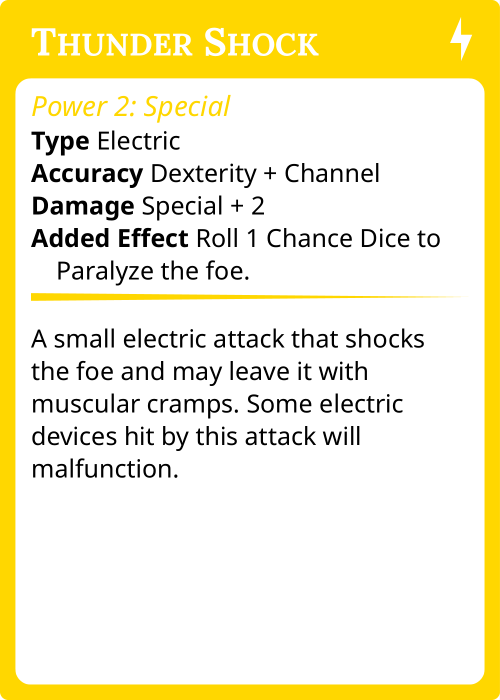 Thunder Shock
Power 2: Special
Type Electric
Accuracy Dexterity + Channel
Damage Special + 2
Added Effect Roll 1 Chance Dice to
Paralyze the foe.
A small electric attack that shocks
the foe and may leave it with
muscular cramps. Some electric
devices hit by this attack will
malfunction.